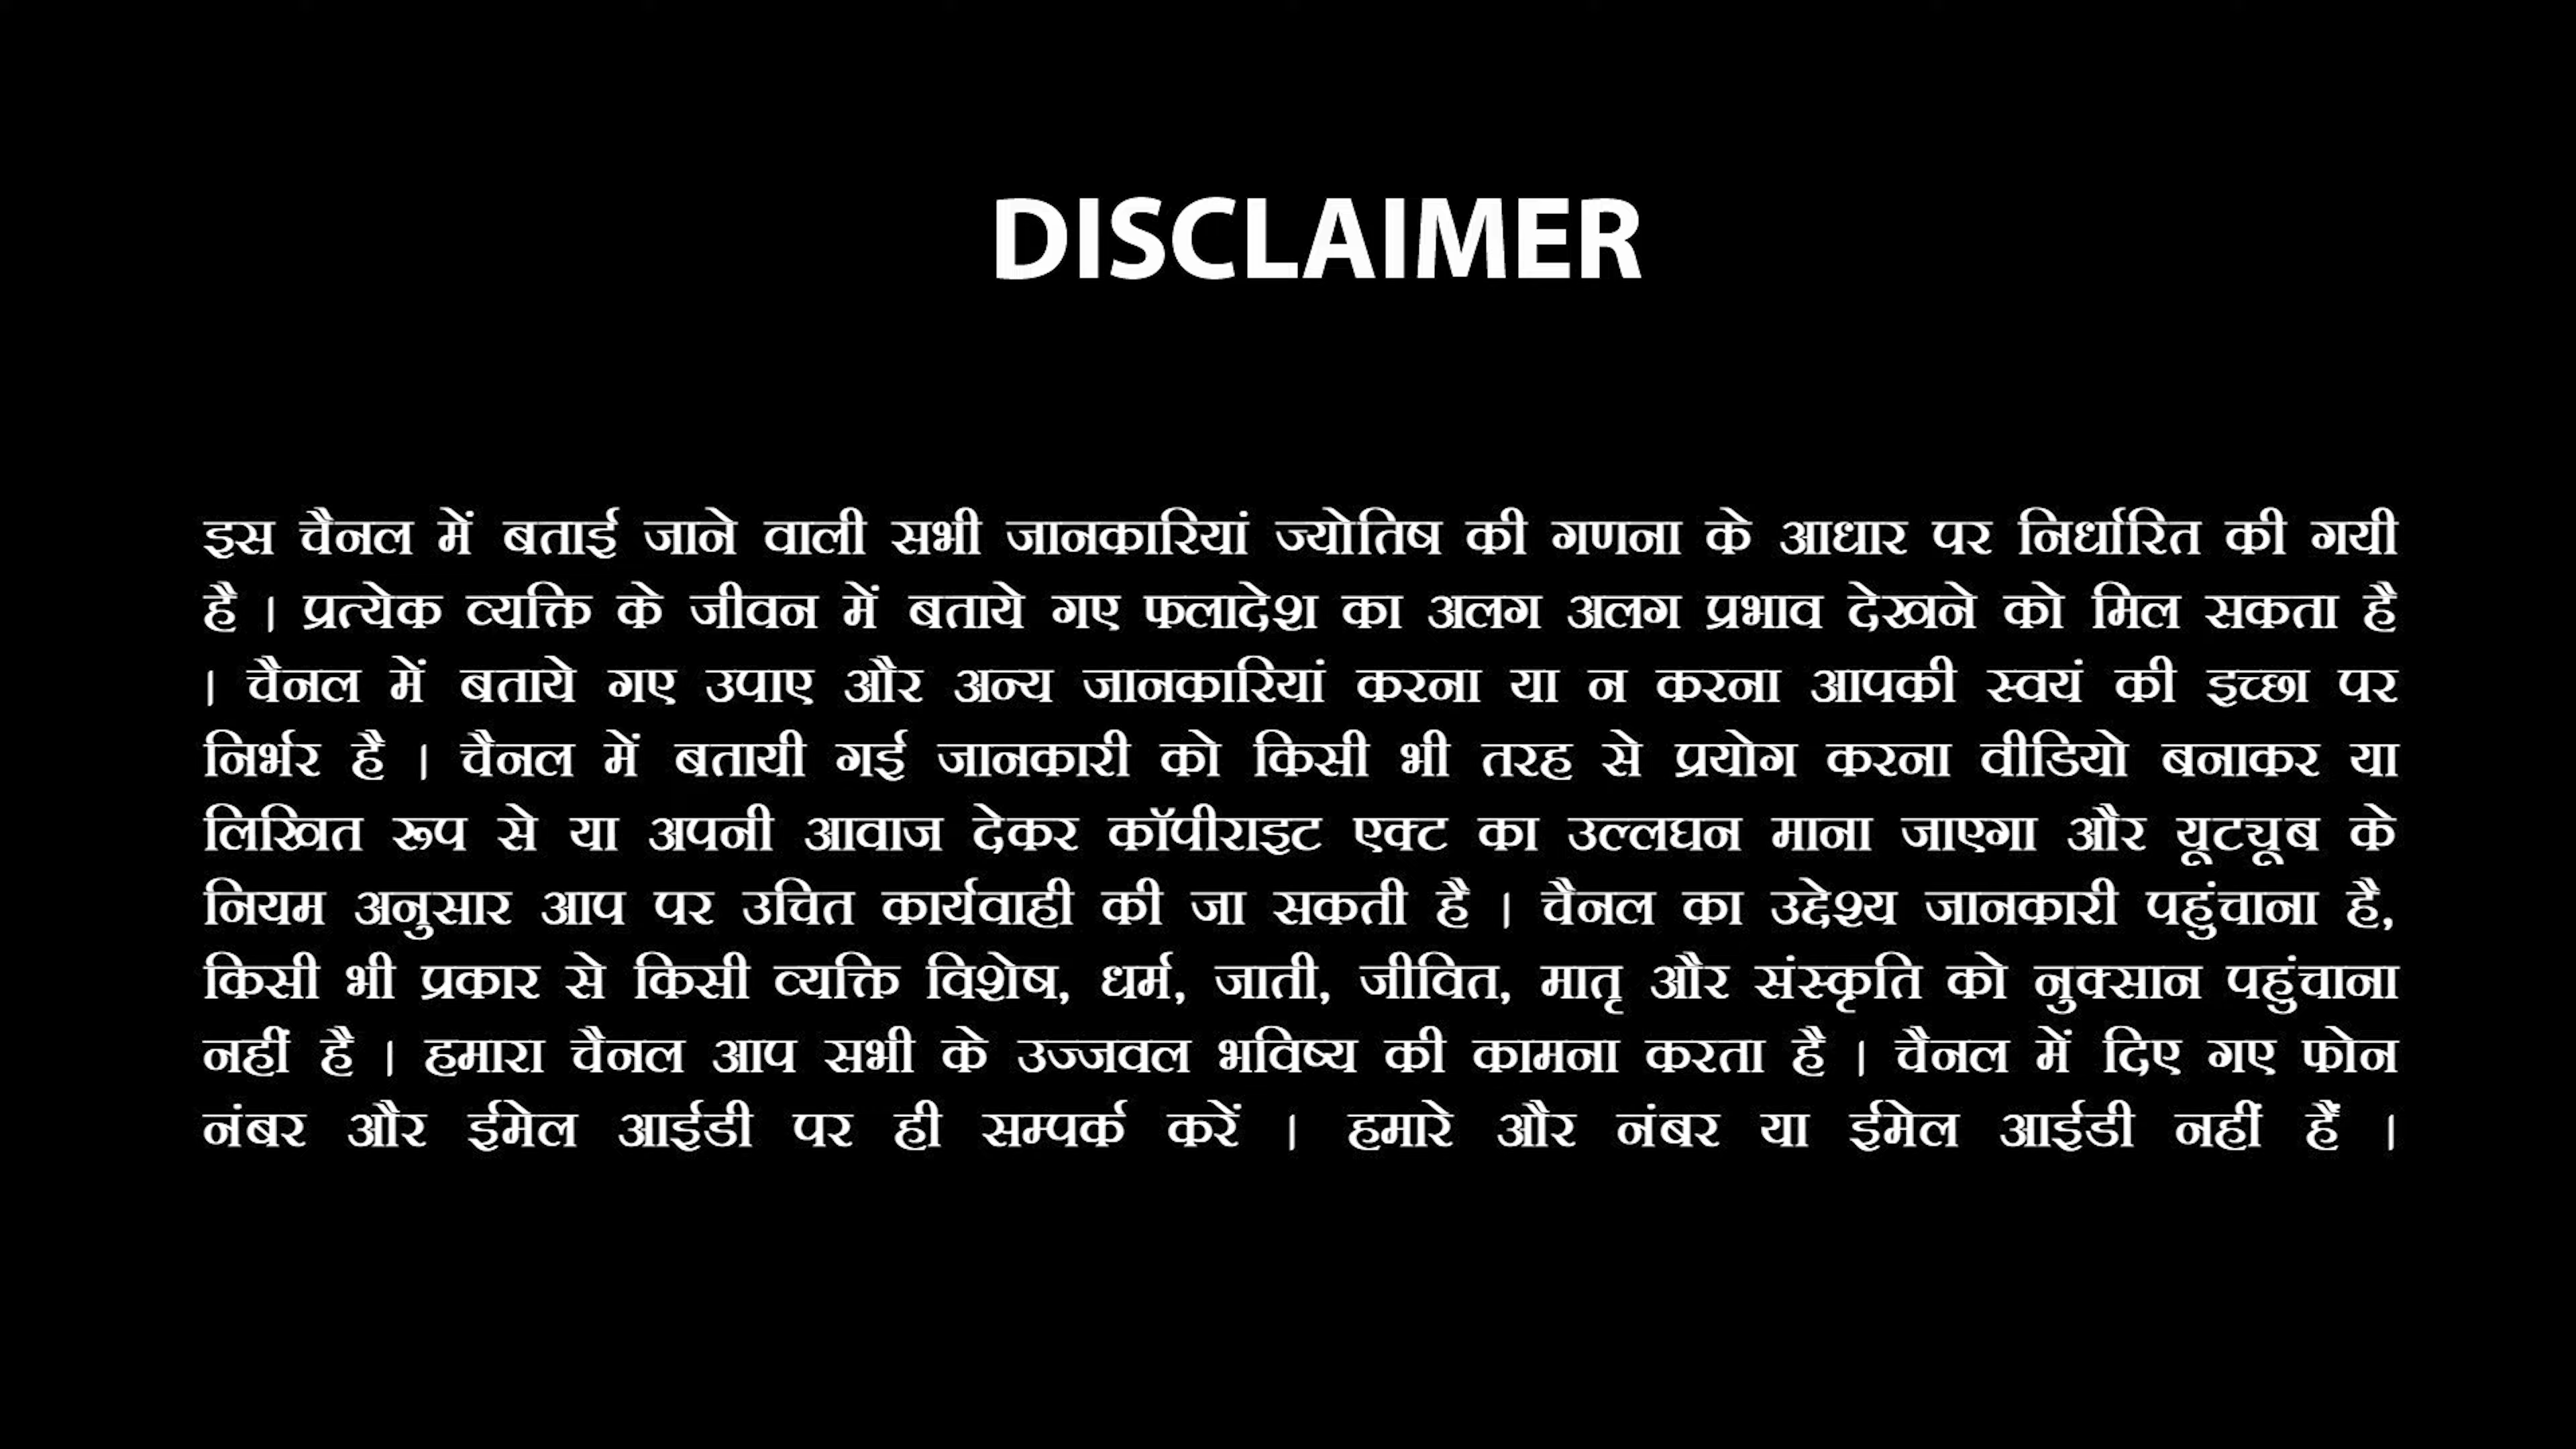 DISCLAIMER
इस चैनल में बताई जाने वाली सभी जानकारियां ज्योतिष की गणना के आधार पर निर्धारित की गयी
है । प्रत्येक व्यक्ति के जीवन में बताये गए फलादेश का अलग अलग प्रभाव देखने को मिल सकता है
। चैनल में बताये गए उपाए और अन्य जानकारियां करना या न करना आपकी स्वयं की इच्छा पर
निर्भर है । चैनल में बतायी गई जानकारी को किसी भी तरह से प्रयोग करना वीडियो बनाकर या
लिखित रूप से या अपनी आवाज देकर कॉपीराइट एक्ट का उल्लघन माना जाएगा और यूट्यूब के
नियम अनुसार आप पर उचित कार्यवाही की जा सकती है । चैनल का उद्देश्य जानकारी पहुंचाना है,
किसी भी प्रकार से किसी व्यक्ति विशेष, धर्म, जाती, जीवित, मातृ और संस्कृति को नुक्सान पहुंचाना
नहीं है । हमारा चैनल आप सभी के उज्जवल भविष्य की कामना करता है । चैनल में दिए गए फोन
नंबर और ईमेल आईडी पर ही सम्पर्क करें । हमारे और नंबर या ईमेल आईडी नहीं हैं ।